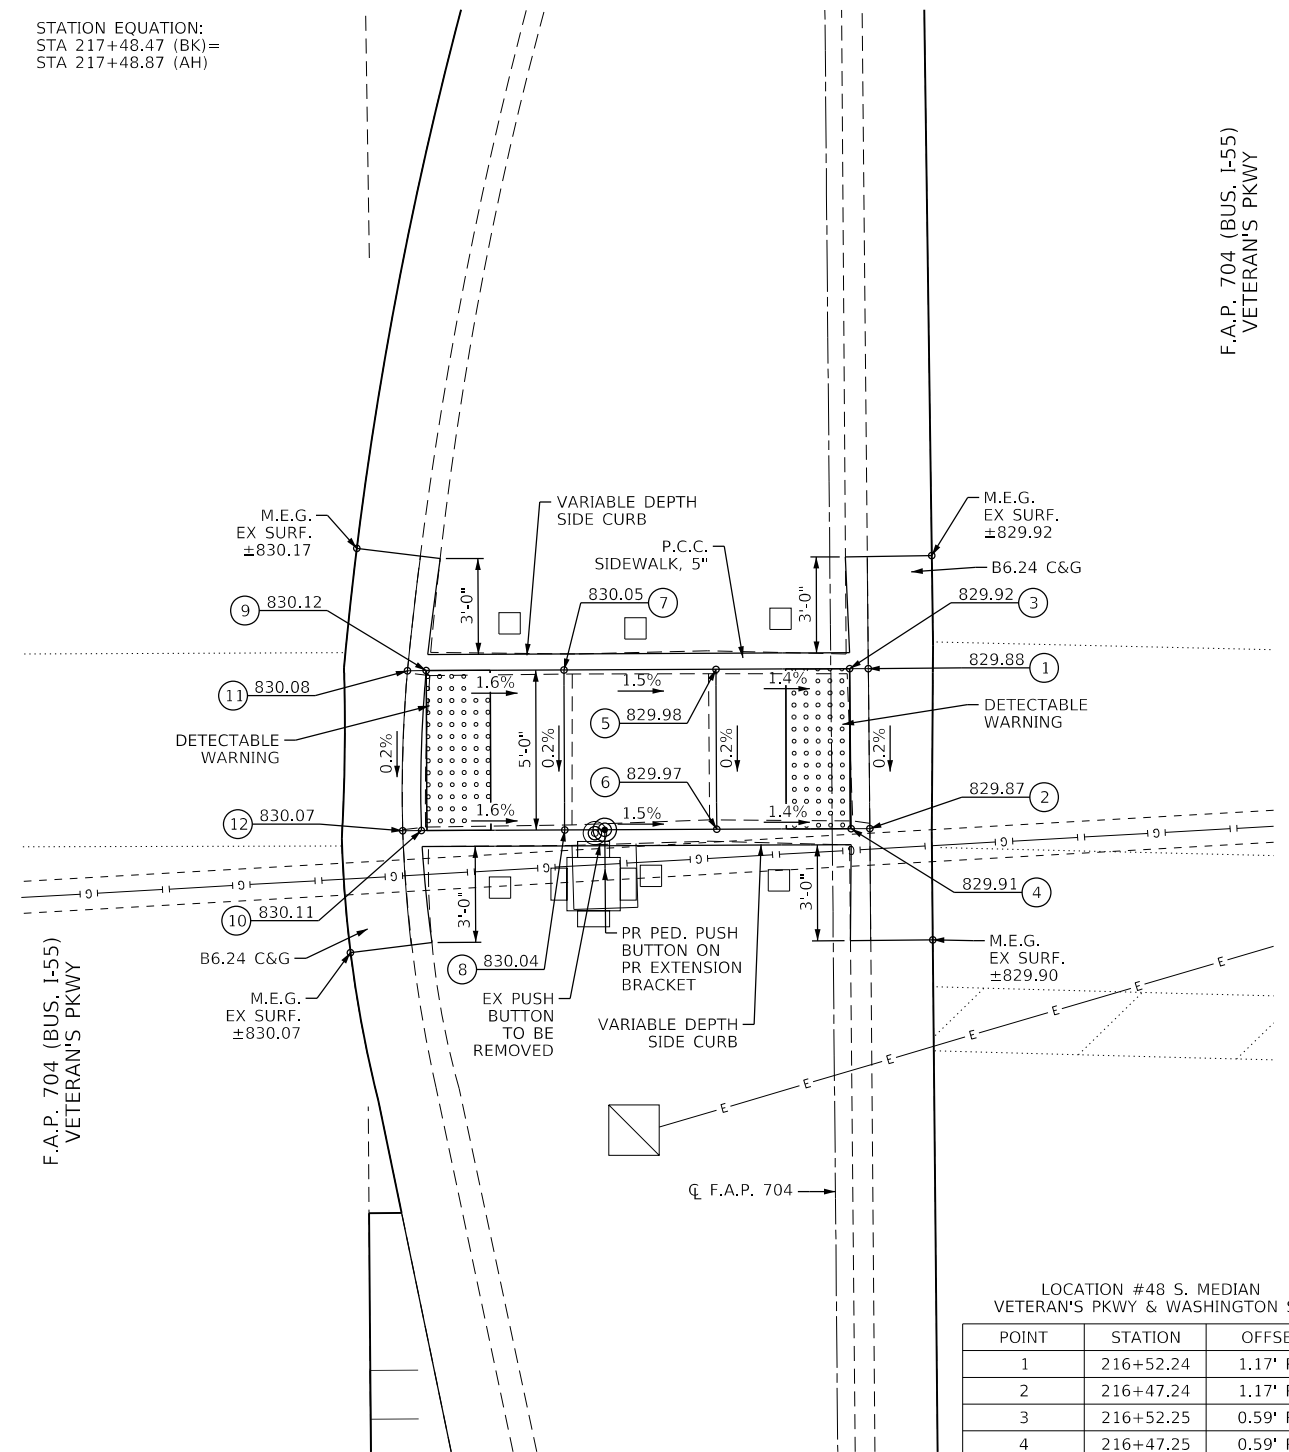 STATION EQUATION:
STA 217+48.47 (BK)=
STA 217+48.87 (AH)
F.A.P. 704 (BUS. I-55)
VETERAN'S PKWY
M.E.G.
EX SURF.
±830.17
VARIABLE DEPTH
SIDE CURB
P.C.C.
SIDEWALK, 5"
M.E.G.
EX SURF.
±829.92
B6.24 C&G
9 830.12
3'-0"
830.05 7
3'-0"
829.92 3
11 830.08
1.6%
1.5%
1.4%
829.88 1
DETECTABLE
WARNING
0.2%
5'-0"
0.2%
5 829.98
0.2%
0.2%
DETECTABLE
WARNING
6 829.97
829.87 2
12 830.07
1.6%
1.5%
1.4%
G G G G G G G
10 830.11
3'-0"
3'-0"
829.91 4
B6.24 C&G
8 830.04
PR PED. PUSH
BUTTON ON
PR EXTENSION
BRACKET
M.E.G.
EX SURF.
±829.90
M.E.G.
EX SURF.
±830.07
EX PUSH
BUTTON
TO BE
REMOVED
VARIABLE DEPTH
SIDE CURB
F.A.P. 704 (BUS. I-55)
VETERAN'S PKWY
E E E E E E
℄ F.A.P. 704
LOCATION #48 S. MEDIAN
VETERAN'S PKWY & WASHINGTON
POINT STATION OFFSE
1 216+52.24 1.17'
2 216+47.24 1.17'
3 216+52.25 0.59'
4 216+47.25 0.59'